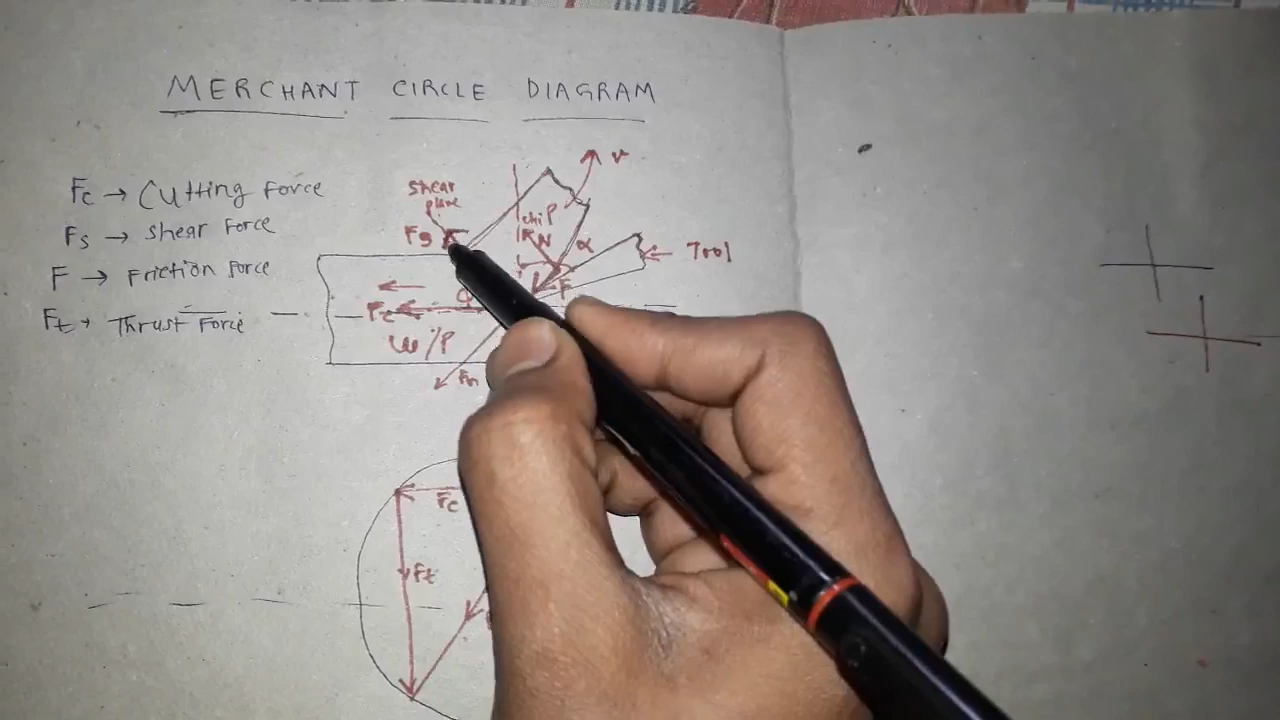 MERCHANT CIRCLE DIAGRAM
Fc → Cutting Force
Fs → Shear Force
F → Friction Force
Ft → Thrust Force
Shear
plane
Fs
V
chip
N
α
F
Tool
Fc
φ
W/P
Fn
Fc
Ft